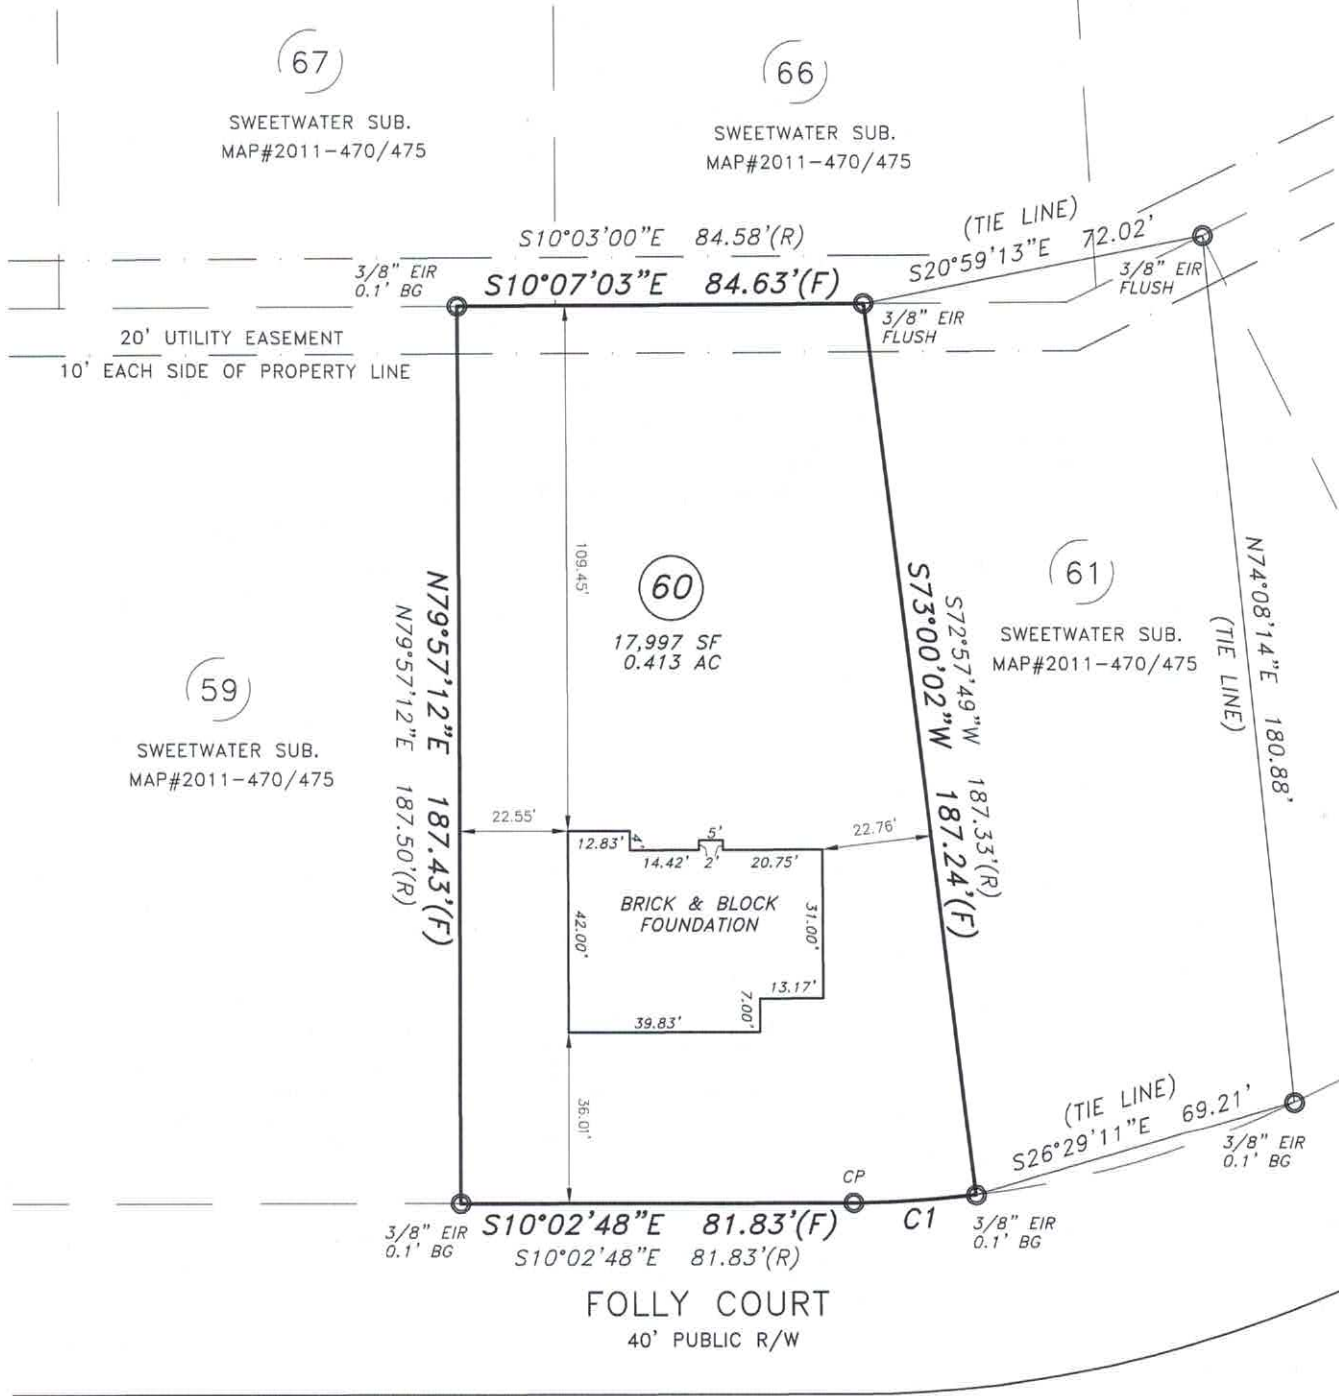 67
SWEETWATER SUB.
MAP#2011-470/475
66
SWEETWATER SUB.
MAP#2011-470/475
(TIE LINE)
S20°59'13"E 72.02'
3/8" EIR
FLUSH
S10°03'00"E 84.58'(R)
3/8" EIR
0.1' BG
S10°07'03"E 84.63'(F)
3/8" EIR
FLUSH
20' UTILITY EASEMENT
10' EACH SIDE OF PROPERTY LINE
109.45'
60
17,997 SF
0.413 AC
N79°57'12"E 187.43'(F)
N79°57'12"E 187.50'(R)
S72°57'49"W 187.33'(R)
S73°00'02"W 187.24'(F)
61
SWEETWATER SUB.
MAP#2011-470/475
N74°08'14"E 180.88'
(TIE LINE)
59
SWEETWATER SUB.
MAP#2011-470/475
22.55'
12.83'
4'
14.42'
5'
2'
20.75'
22.76'
BRICK & BLOCK
FOUNDATION
42.00'
31.00'
13.17'
7.00'
39.83'
36.01'
(TIE LINE)
S26°29'11"E 69.21'
3/8" EIR
0.1' BG
CP
C1
3/8" EIR
0.1' BG
3/8" EIR
0.1' BG
S10°02'48"E 81.83'(F)
S10°02'48"E 81.83'(R)
FOLLY COURT
40' PUBLIC R/W